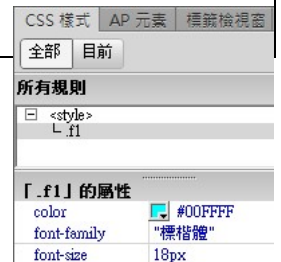 CSS 樣式 AP 元素 標籤檢視窗
全部 目前
所有規則
<style>
.f1
「.f1」的屬性
color #00FFFF
font-family "標楷體"
font-size 18px